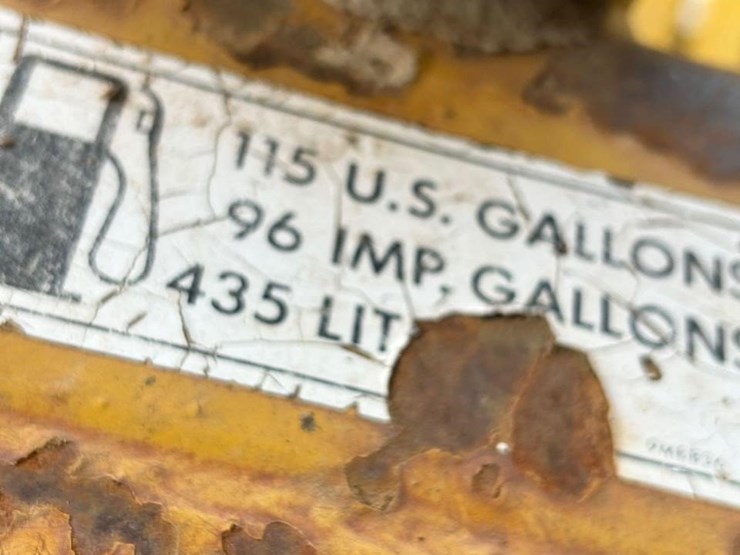 115 U.S. GALLONS
96 IMP. GALLONS
435 LIT